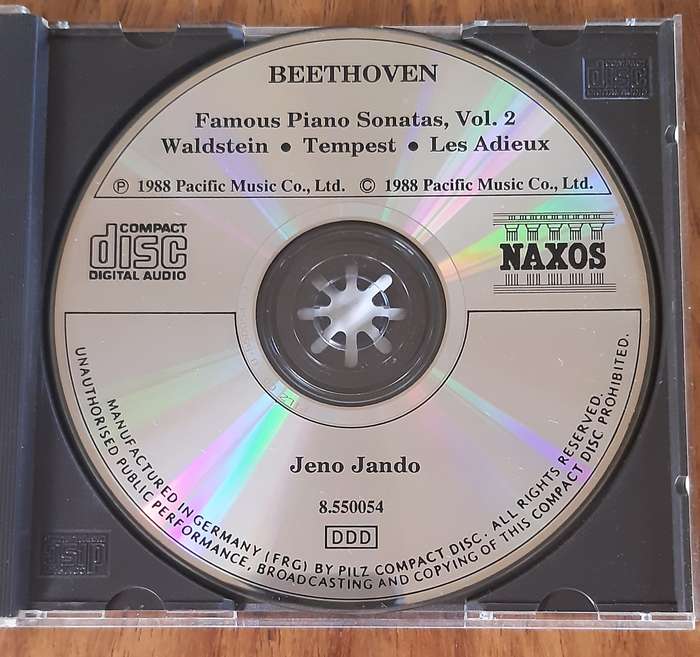 BEETHOVEN
Famous Piano Sonatas, Vol. 2
Waldstein • Tempest • Les Adieux
℗ 1988 Pacific Music Co., Ltd. © 1988 Pacific Music Co., Ltd.
COMPACT
disc
DIGITAL AUDIO
NAXOS
Jeno Jando
8.550054
DDD
MANUFACTURED IN GERMANY (FRG) BY PILZ COMPACT DISC. ALL RIGHTS RESERVED.
UNAUTHORISED PUBLIC PERFORMANCE, BROADCASTING AND COPYING OF THIS COMPACT DISC PROHIBITED.
COMPACT
disc